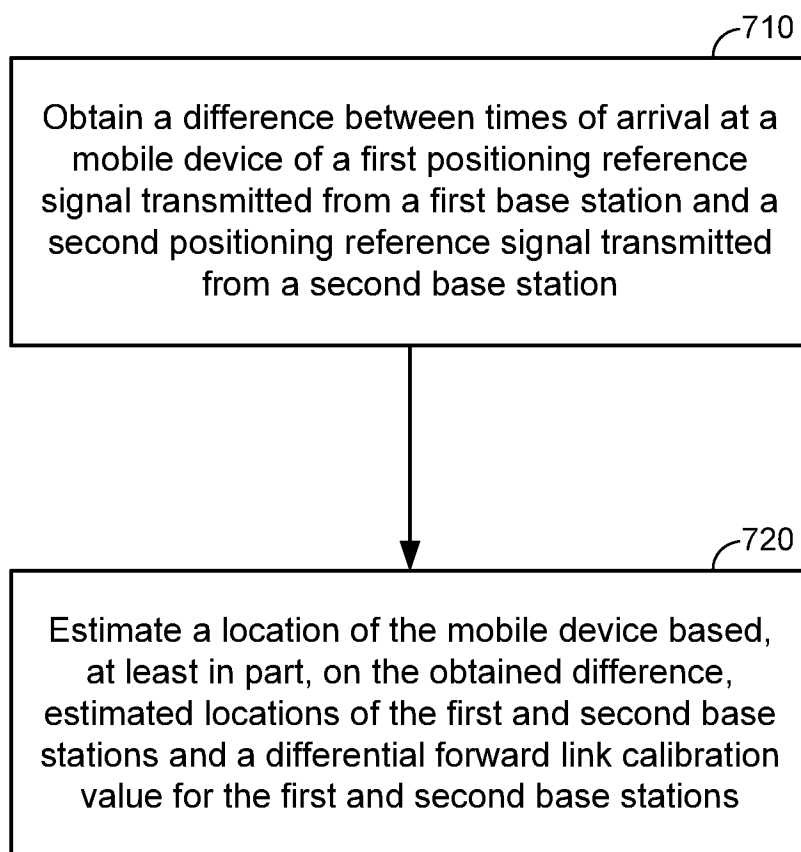 710
Obtain a difference between times of arrival at a
mobile device of a first positioning reference
signal transmitted from a first base station and a
second positioning reference signal transmitted
from a second base station
720
Estimate a location of the mobile device based,
at least in part, on the obtained difference,
estimated locations of the first and second base
stations and a differential forward link calibration
value for the first and second base stations